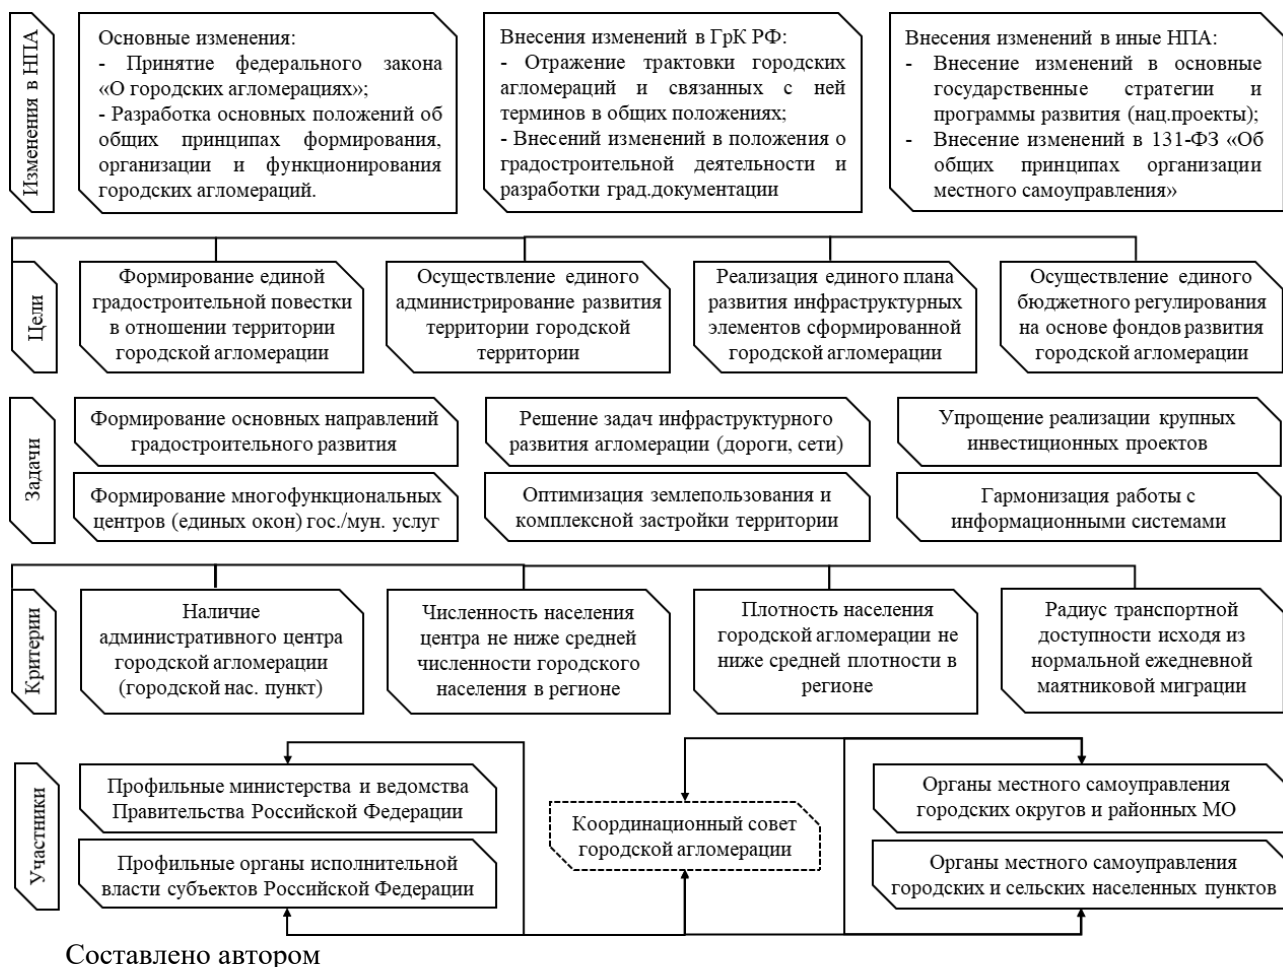 Изменения в НПА
Основные изменения:
- Принятие федерального закона
«О городских агломерациях»;
- Разработка основных положений об
общих принципах формирования,
организации и функционирования
городских агломераций.
Внесения изменений в ГрК РФ:
- Отражение трактовки городских
агломераций и связанных с ней
терминов в общих положениях;
- Внесений изменений в положения о
градостроительной деятельности и
разработки град.документации
Внесения изменений в иные НПА:
- Внесение изменений в основные
государственные стратегии и
программы развития (нац.проекты);
- Внесение изменений в 131-ФЗ «Об
общих принципах организации
местного самоуправления»
Цели
Формирование единой
градостроительной повестки
в отношении территории
городской агломерации
Осуществление единого
администрирование развития
территории городской
территории
Реализация единого плана
развития инфраструктурных
элементов сформированной
городской агломерации
Осуществление единого
бюджетного регулирования
на основе фондов развития
городской агломерации
Задачи
Формирование основных направлений
градостроительного развития
Решение задач инфраструктурного
развития агломерации (дороги, сети)
Упрощение реализации крупных
инвестиционных проектов
Формирование многофункциональных
центров (единых окон) гос./мун. услуг
Оптимизация землепользования и
комплексной застройки территории
Гармонизация работы с
информационными системами
Критерии
Наличие
административного центра
городской агломерации
(городской нас. пункт)
Численность населения
центра не ниже средней
численности городского
населения в регионе
Плотность населения
городской агломерации не
ниже средней плотности в
регионе
Радиус транспортной
доступности исходя из
нормальной ежедневной
маятниковой миграции
Участники
Профильные министерства и ведомства
Правительства Российской Федерации
Профильные органы исполнительной
власти субъектов Российской Федерации
Координационный совет
городской агломерации
Органы местного самоуправления
городских округов и районных МО
Органы местного самоуправления
городских и сельских населенных пунктов
Составлено автором